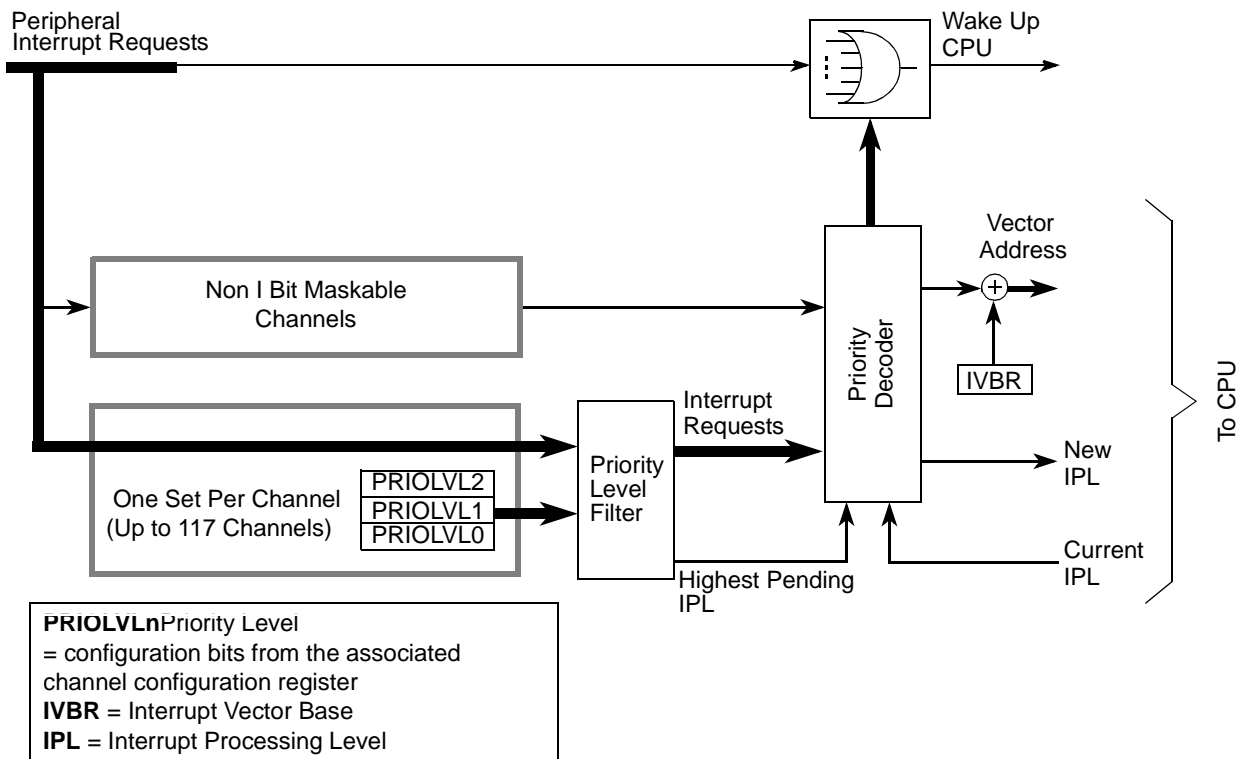 Peripheral
Interrupt Requests
Wake Up
CPU
Vector
Address
Non I Bit Maskable
Channels
Priority
Decoder
IVBR
To CPU
Interrupt
Requests
New
IPL
PRIOLVL2
One Set Per Channel
PRIOLVL1
(Up to 117 Channels)
PRIOLVL0
Priority
Level
Filter
Current
IPL
Highest Pending
IPL
PRIOLVLnPriority Level
= configuration bits from the associated
channel configuration register
IVBR = Interrupt Vector Base
IPL = Interrupt Processing Level